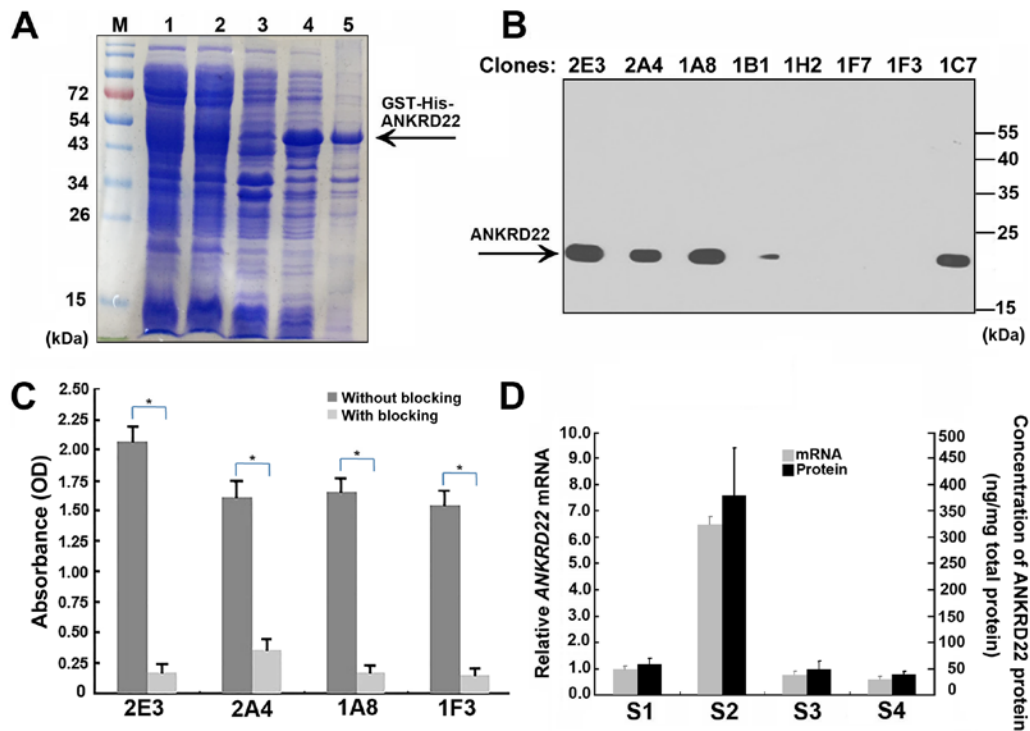 A
M 1 2 3 4 5
72
54
43
34
26
15
(kDa)
GST-His-
ANKRD22
B
Clones: 2E3 2A4 1A8 1B1 1H2 1F7 1F3 1C7
ANKRD22
55
40
35
25
15
(kDa)
C
Absorbance (OD)
2.50
2.25
2.00
1.75
1.50
1.25
1.00
0.75
0.50
0.25
0
Without blocking
With blocking
*
*
*
*
2E3 2A4 1A8 1F3
D
Relative ANKRD22 mRNA
10.0
9.0
8.0
7.0
6.0
5.0
4.0
3.0
2.0
1.0
0.0
mRNA
Protein
500
450
400
350
300
250
200
150
100
50
0
Concentration of ANKRD22 protein
(ng/mg total protein)
S1 S2 S3 S4